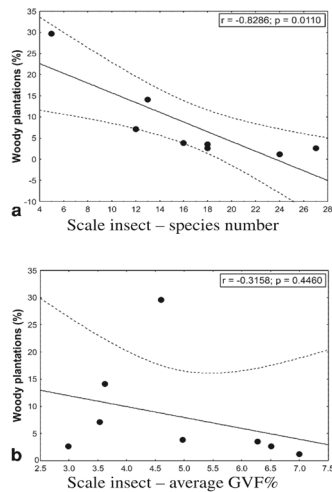 r = -0.8286; p = 0.0110
Woody plantations (%)
35
30
25
20
15
10
5
0
-5
-10
4 6 8 10 12 14 16 18 20 22 24 26 28
a
Scale insect – species number
r = -0.3158; p = 0.4460
Woody plantations (%)
35
30
25
20
15
10
5
0
2.5 3.0 3.5 4.0 4.5 5.0 5.5 6.0 6.5 7.0 7.5
b
Scale insect – average GVF%